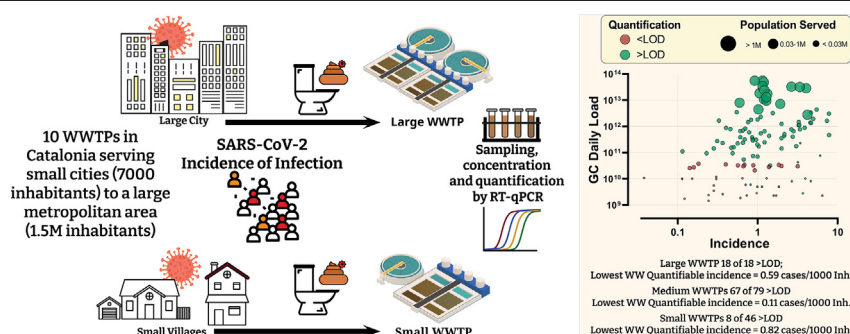 Large City
Large WWTP
10 WWTPs in
Catalonia serving
small cities (7000
inhabitants) to a large
metropolitan area
(1.5M inhabitants)
SARS-CoV-2
Incidence of Infection
Sampling,
concentration
and quantification
by RT-qPCR
Small Villages
Small WWTP
Quantification
<LOD
>LOD
Population Served
> 1M
0.03-1M
< 0.03M
GC Daily Load
10¹⁴
10¹³
10¹²
10¹¹
10¹⁰
10⁹
0.1
1
10
Incidence
Large WWTP 18 of 18 >LOD;
Lowest WW Quantifiable incidence = 0.59 cases/1000 Inh.
Medium WWTPs 67 of 79 >LOD
Lowest WW Quantifiable incidence = 0.11 cases/1000 Inh.
Small WWTPs 8 of 46 >LOD
Lowest WW Quantifiable incidence = 0.82 cases/1000 Inh.